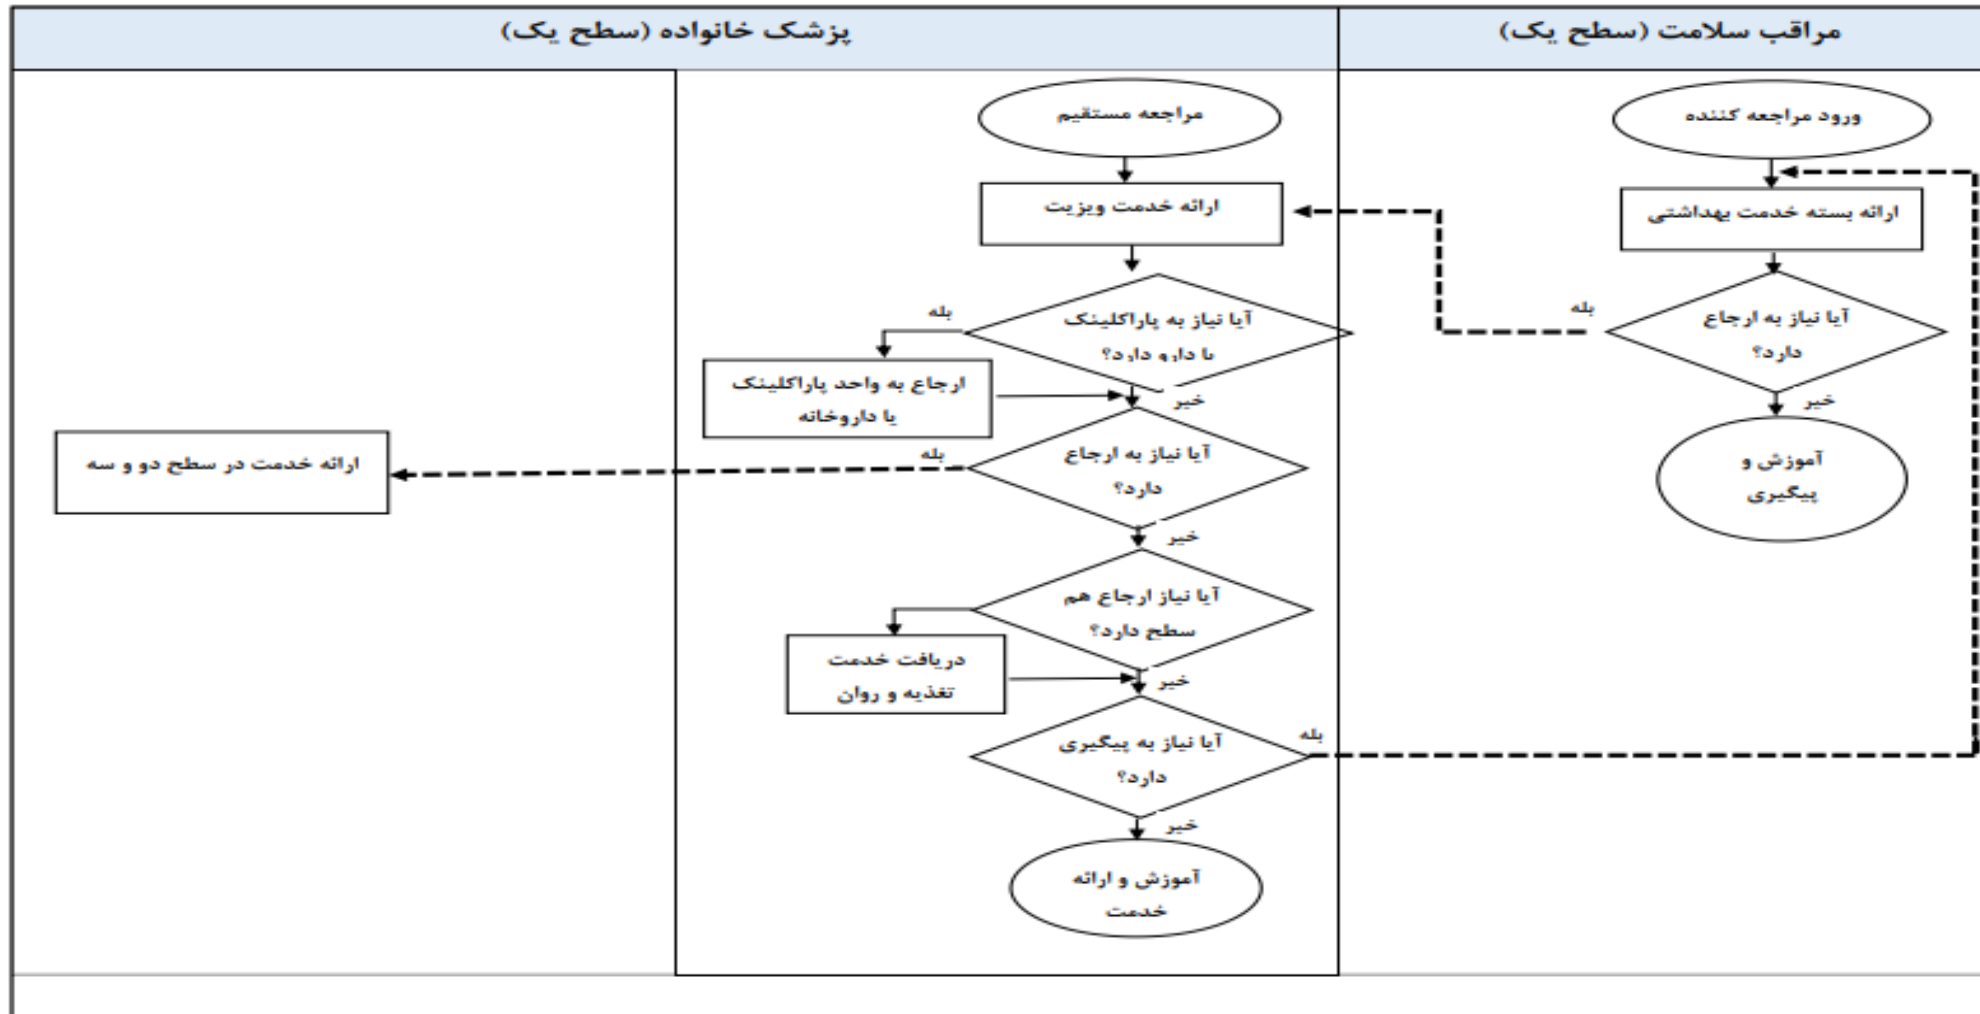 مراقب سلامت (سطح یک)
پزشک خانواده (سطح یک)
ورود مراجعه کننده
ارائه بسته خدمت بهداشتی
آیا نیاز به ارجاع
دارد؟
بله
خیر
آموزش و
پیگیری
مراجعه مستقیم
ارائه خدمت ویزیت
آیا نیاز به پاراکلینک
یا دارو دارد؟
بله
ارجاع به واحد پاراکلینک
یا داروخانه
خیر
آیا نیاز به ارجاع
دارد؟
بله
ارائه خدمت در سطح دو و سه
خیر
آیا نیاز ارجاع هم
سطح دارد؟
دریافت خدمت
تغذیه و روان
خیر
آیا نیاز به پیگیری
دارد؟
بله
خیر
آموزش و ارائه
خدمت